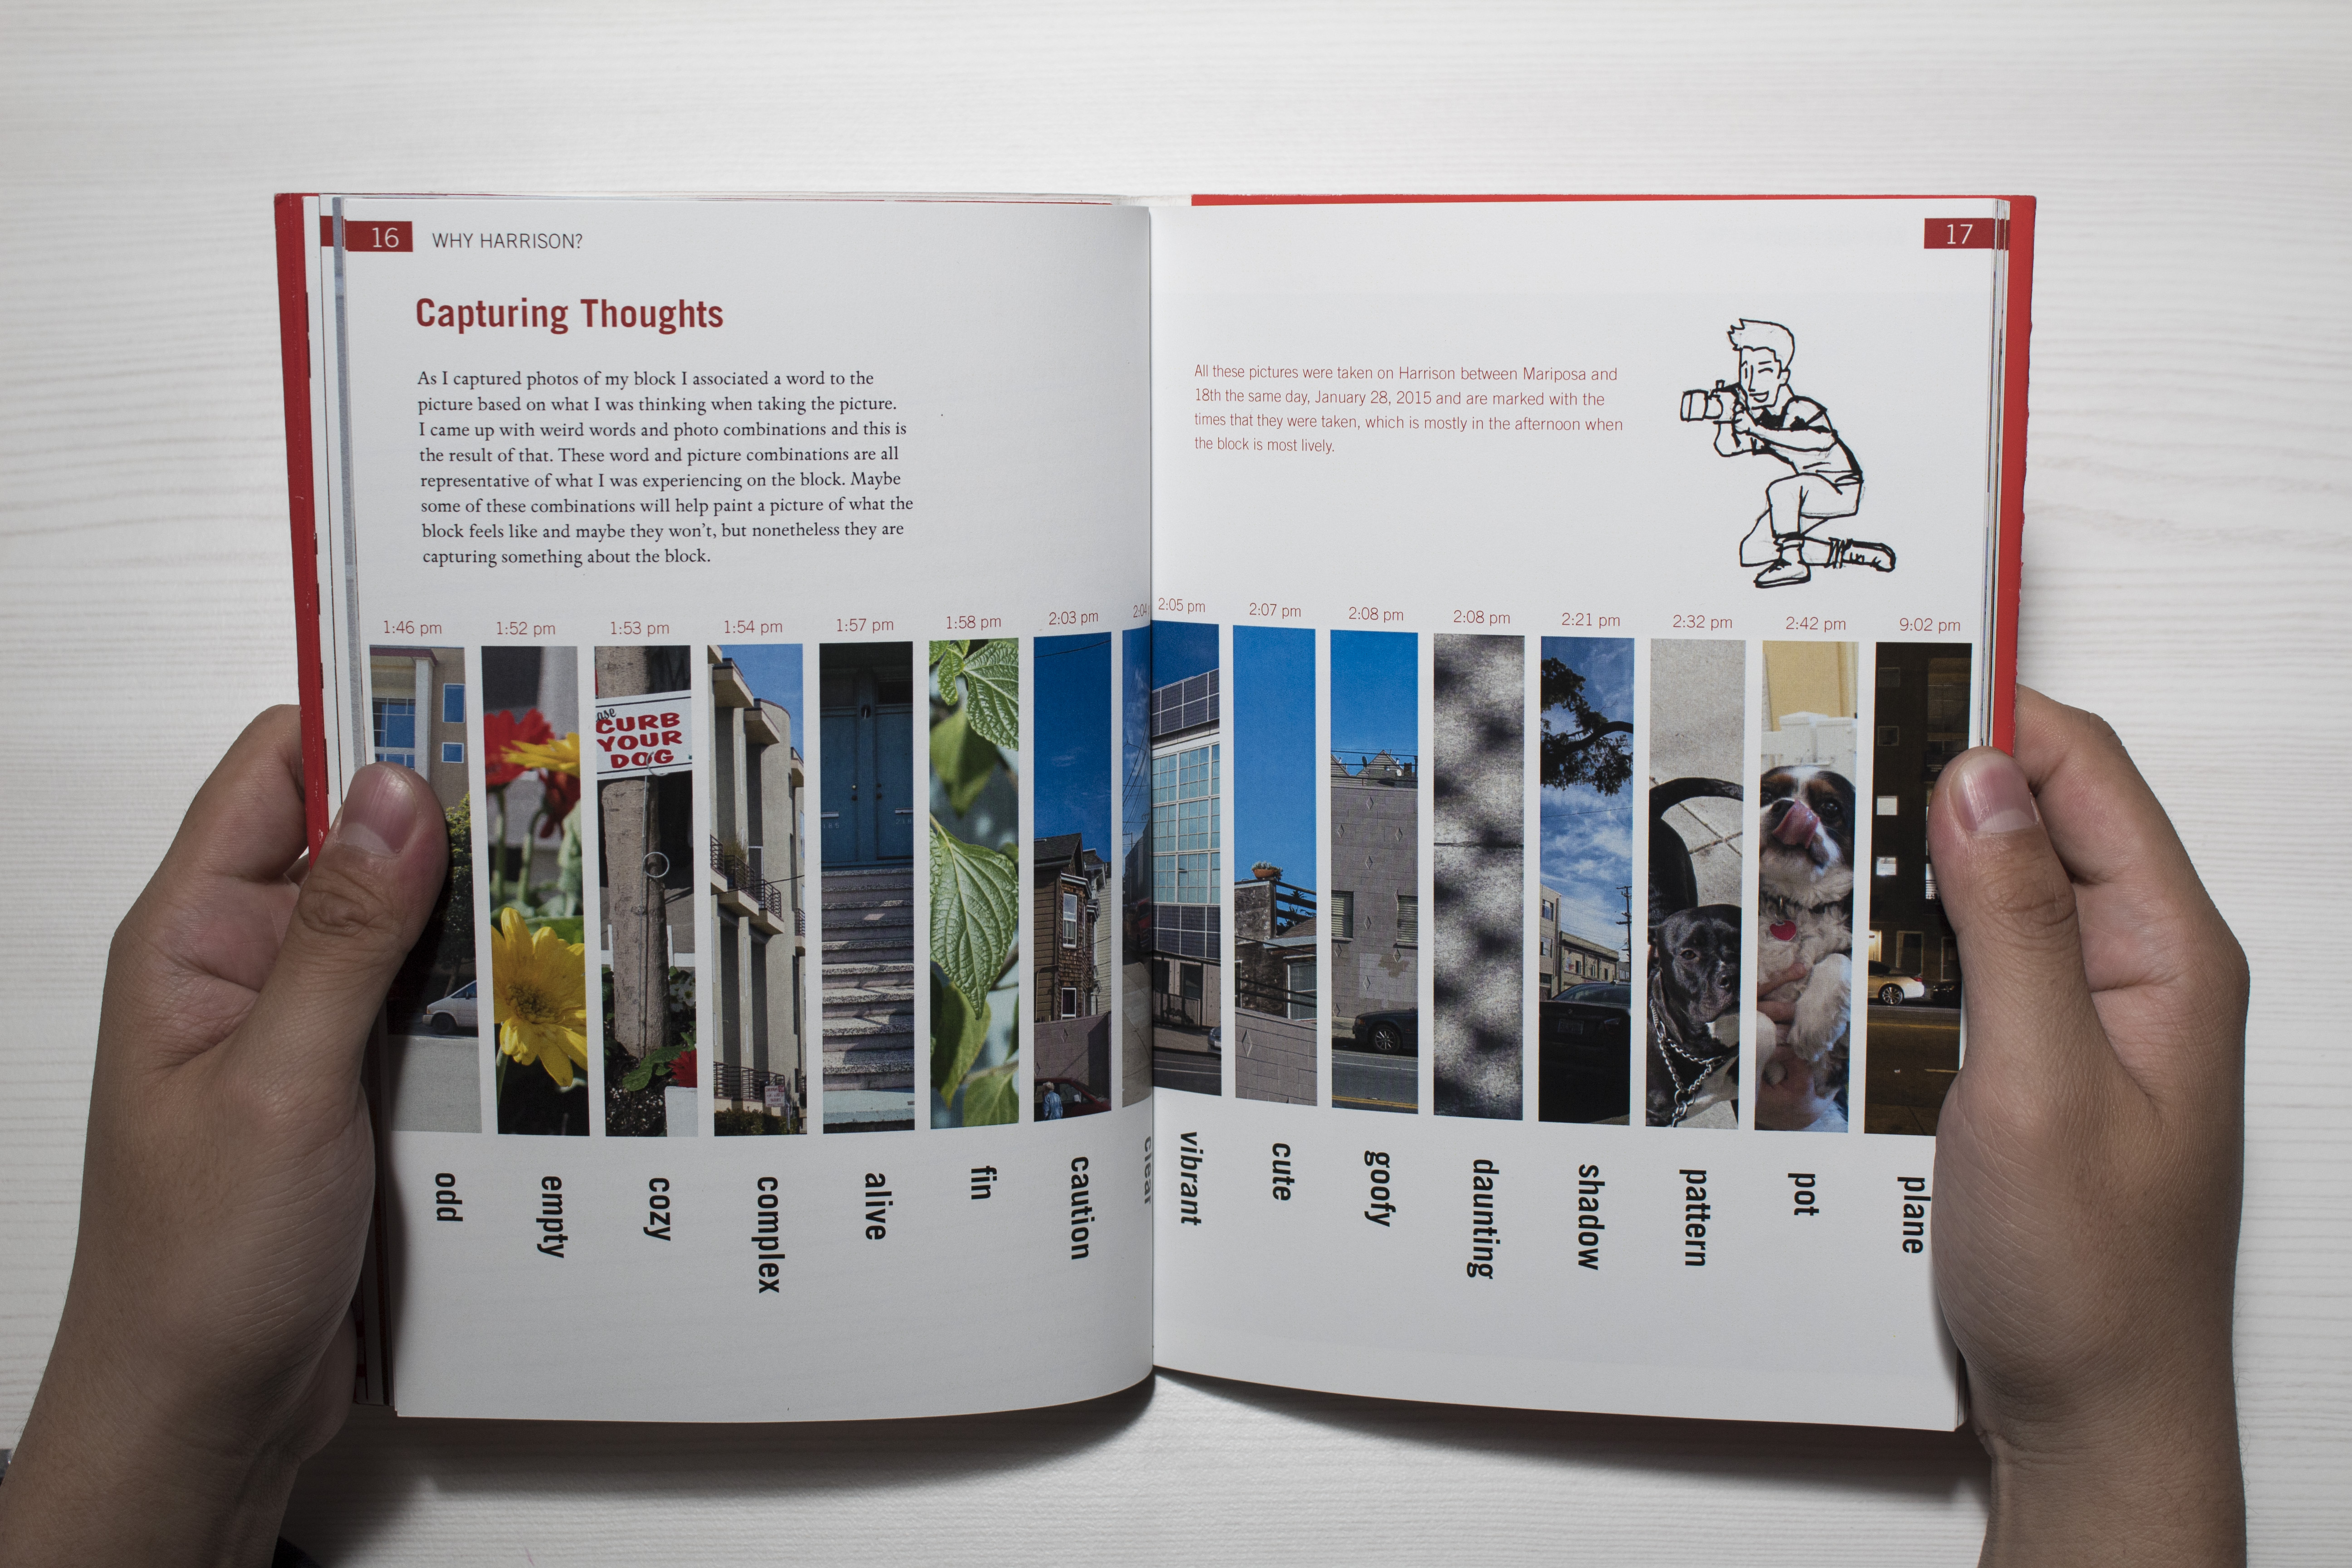 16 WHY HARRISON?
Capturing Thoughts
As I captured photos of my block I associated a word to the
picture based on what I was thinking when taking the picture.
I came up with weird words and photo combinations and this is
the result of that. These word and picture combinations are all
representative of what I was experiencing on the block. Maybe
some of these combinations will help paint a picture of what the
block feels like and maybe they won't, but nonetheless they are
capturing something about the block.
17
All these pictures were taken on Harrison between Mariposa and
18th the same day, January 28, 2015 and are marked with the
times that they were taken, which is mostly in the afternoon when
the block is most lively.
1:46 pm 1:52 pm 1:53 pm 1:54 pm 1:57 pm 1:58 pm 2:03 pm 2:04 2:05 pm 2:07 pm 2:08 pm 2:08 pm 2:21 pm 2:32 pm 2:42 pm 9:02 pm
CURB
YOUR
DOG
odd
empty
cozy
complex
alive
fin
caution
clear
vibrant
cute
goofy
daunting
shadow
pattern
pot
plane